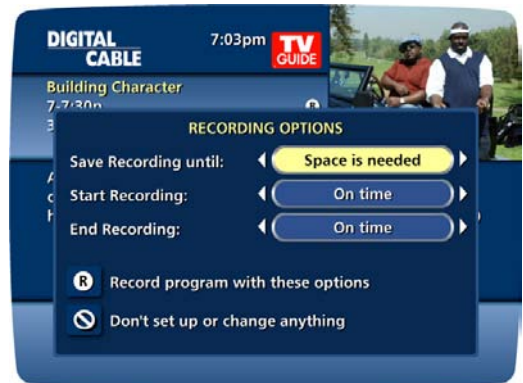 DIGITAL
CABLE
7:03pm
TV
GUIDE
Building Character
7-7:30p
R
RECORDING OPTIONS
Save Recording until: Space is needed
Start Recording: On time
End Recording: On time
R Record program with these options
Don't set up or change anything